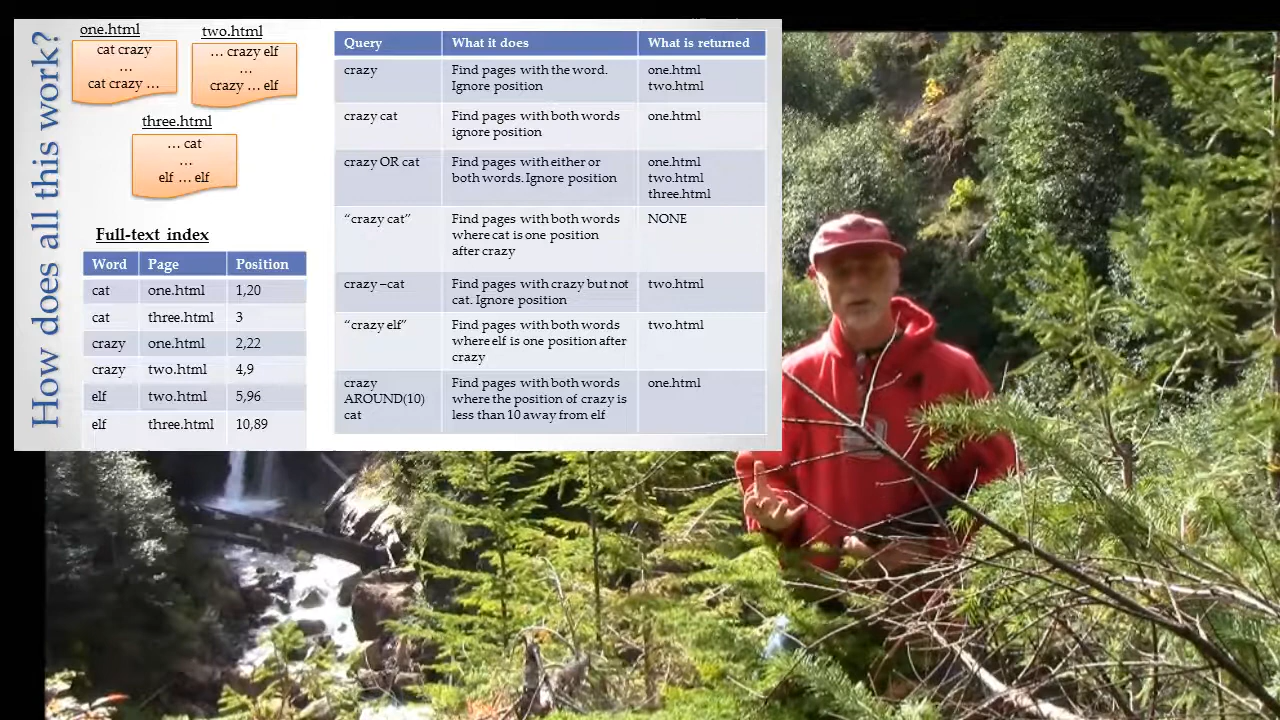 How does all this work?
one.html
cat crazy
…
cat crazy …
two.html
… crazy elf
…
crazy … elf
three.html
… cat
…
elf … elf
Full-text index
Word Page Position
cat one.html 1,20
cat three.html 3
crazy one.html 2,22
crazy two.html 4,9
elf two.html 5,96
elf three.html 10,89
Query What it does What is returned
crazy Find pages with the word. one.html
Ignore position two.html
crazy cat Find pages with both words one.html
ignore position
crazy OR cat Find pages with either or one.html
both words. Ignore position two.html
three.html
“crazy cat” Find pages with both words NONE
where cat is one position
after crazy
crazy –cat Find pages with crazy but not two.html
cat. Ignore position
“crazy elf” Find pages with both words two.html
where elf is one position after
crazy
crazy Find pages with both words one.html
AROUND(10) where the position of crazy is
cat less than 10 away from elf